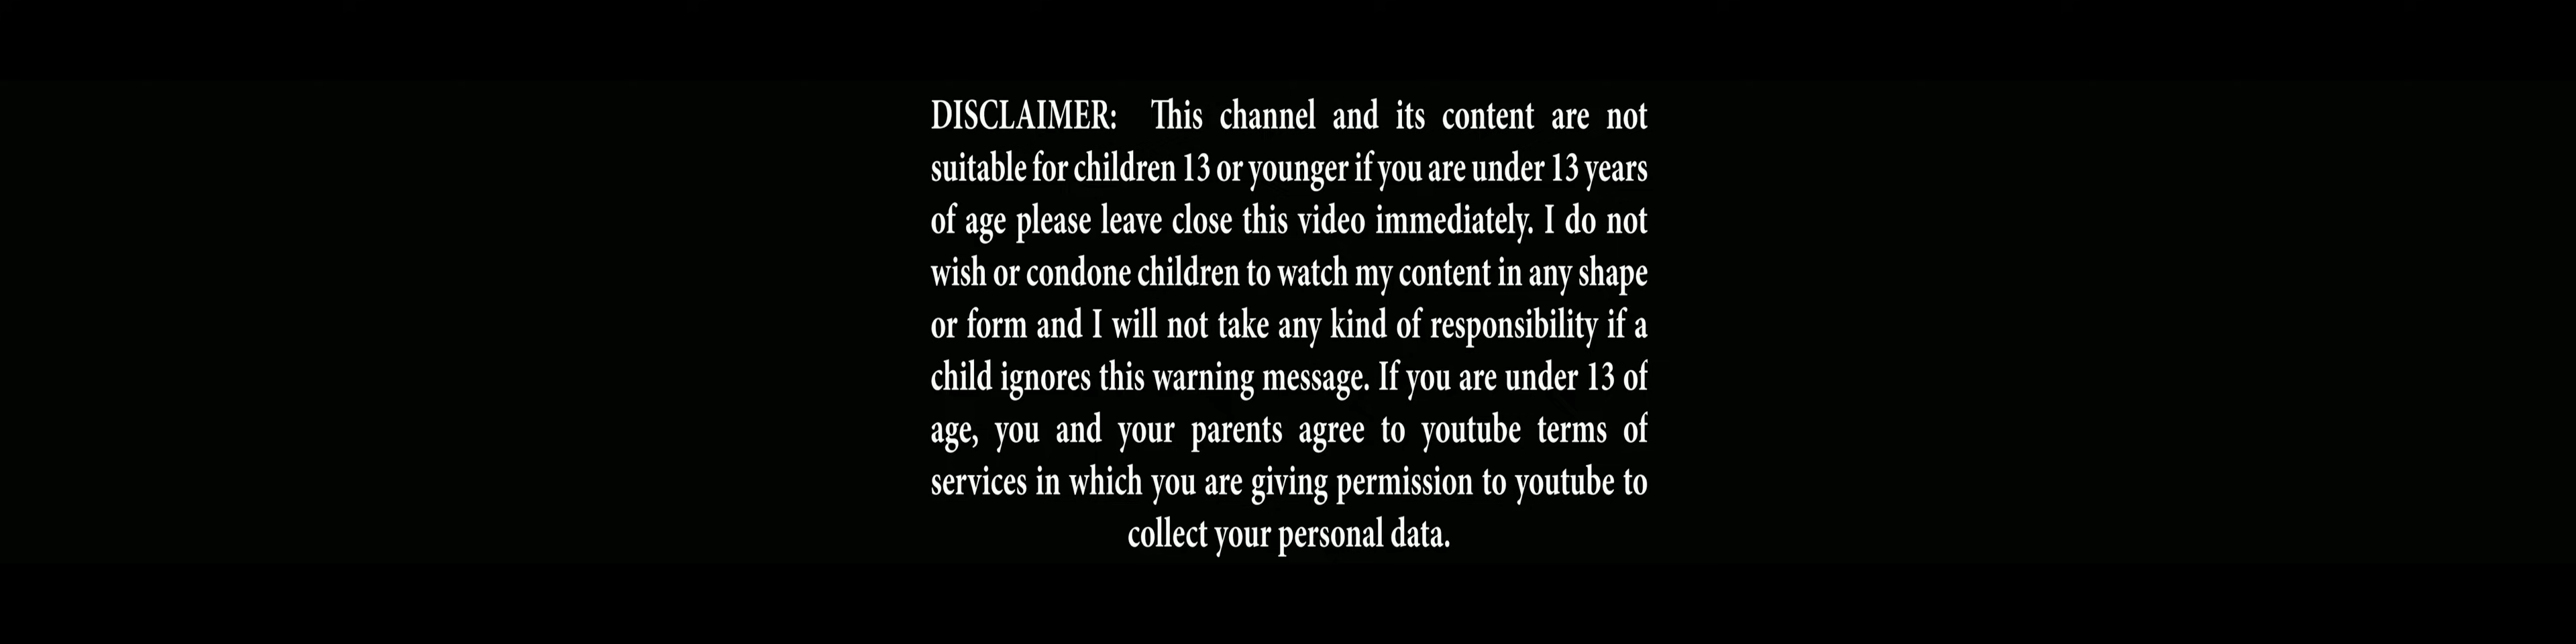 DISCLAIMER: This channel and its content are not
suitable for children 13 or younger if you are under 13 years
of age please leave close this video immediately. I do not
wish or condone children to watch my content in any shape
or form and I will not take any kind of responsibility if a
child ignores this warning message. If you are under 13 of
age, you and your parents agree to youtube terms of
services in which you are giving permission to youtube to
collect your personal data.